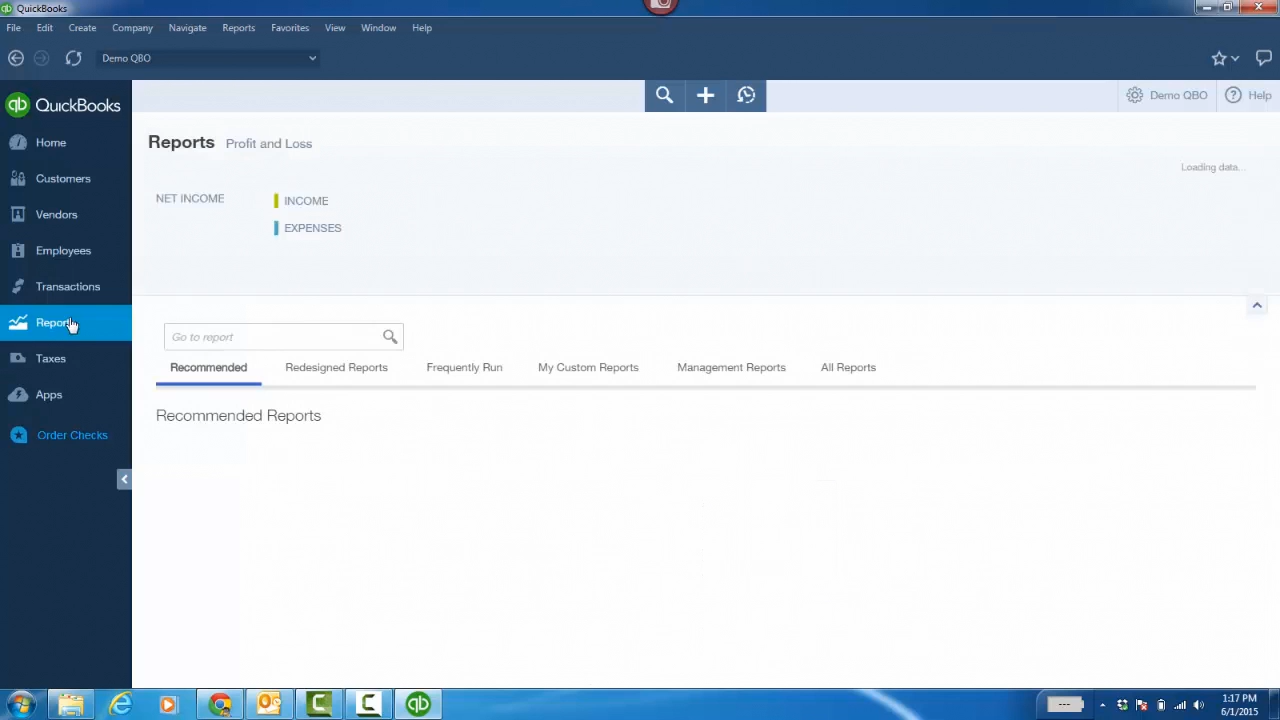 QuickBooks
File Edit Create Company Navigate Reports Favorites View Window Help
Demo QBO
qb QuickBooks
Demo QBO Help
Home
Customers
Vendors
Employees
Transactions
Reports
Taxes
Apps
Order Checks
Reports Profit and Loss
Loading data...
NET INCOME
INCOME
EXPENSES
Go to report
Recommended Redesigned Reports Frequently Run My Custom Reports Management Reports All Reports
Recommended Reports
1:17 PM
6/1/2015